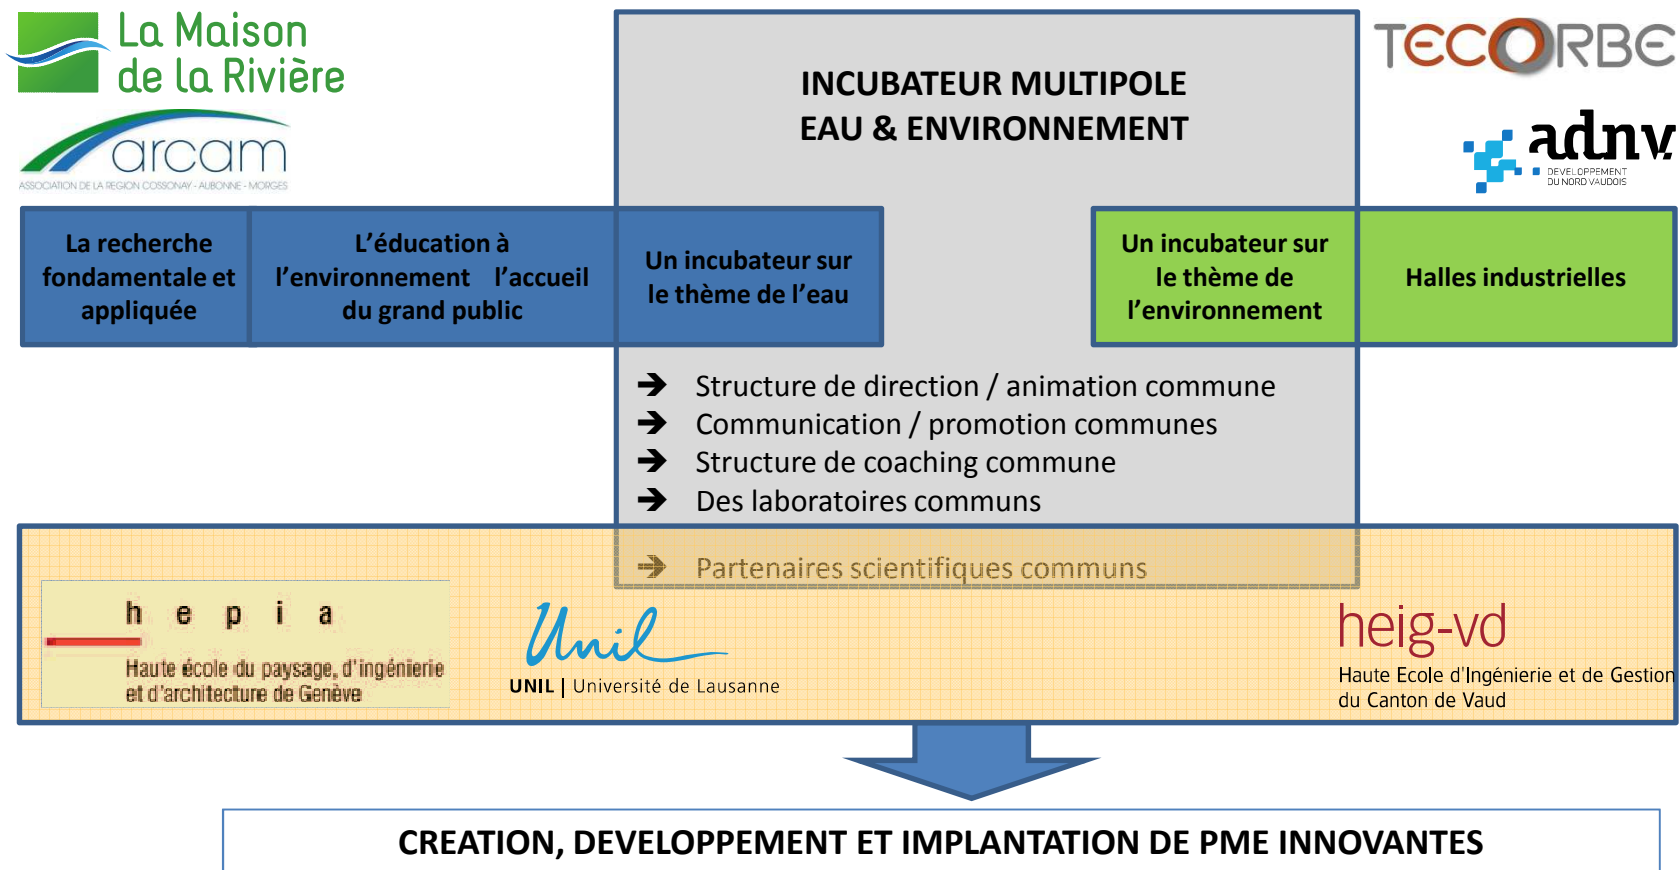 La Maison
de la Rivière
arcam
ASSOCIATION DE LA REGION COSSONAY - AUBONNE - MORGES
INCUBATEUR MULTIPOLE
EAU & ENVIRONNEMENT
TECORBE
adnv
DEVELOPPEMENT
DU NORD VAUDOIS
La recherche
fondamentale et
appliquée
L’éducation à
l’environnement l’accueil
du grand public
Un incubateur sur
le thème de l’eau
Un incubateur sur
le thème de
l’environnement
Halles industrielles
➔ Structure de direction / animation commune
➔ Communication / promotion communes
➔ Structure de coaching commune
➔ Des laboratoires communs
➔ Partenaires scientifiques communs
hepia
Haute école du paysage, d'ingénierie
et d'architecture de Genève
Unil
UNIL | Université de Lausanne
heig-vd
Haute Ecole d'Ingénierie et de Gestion
du Canton de Vaud
CREATION, DEVELOPPEMENT ET IMPLANTATION DE PME INNOVANTES